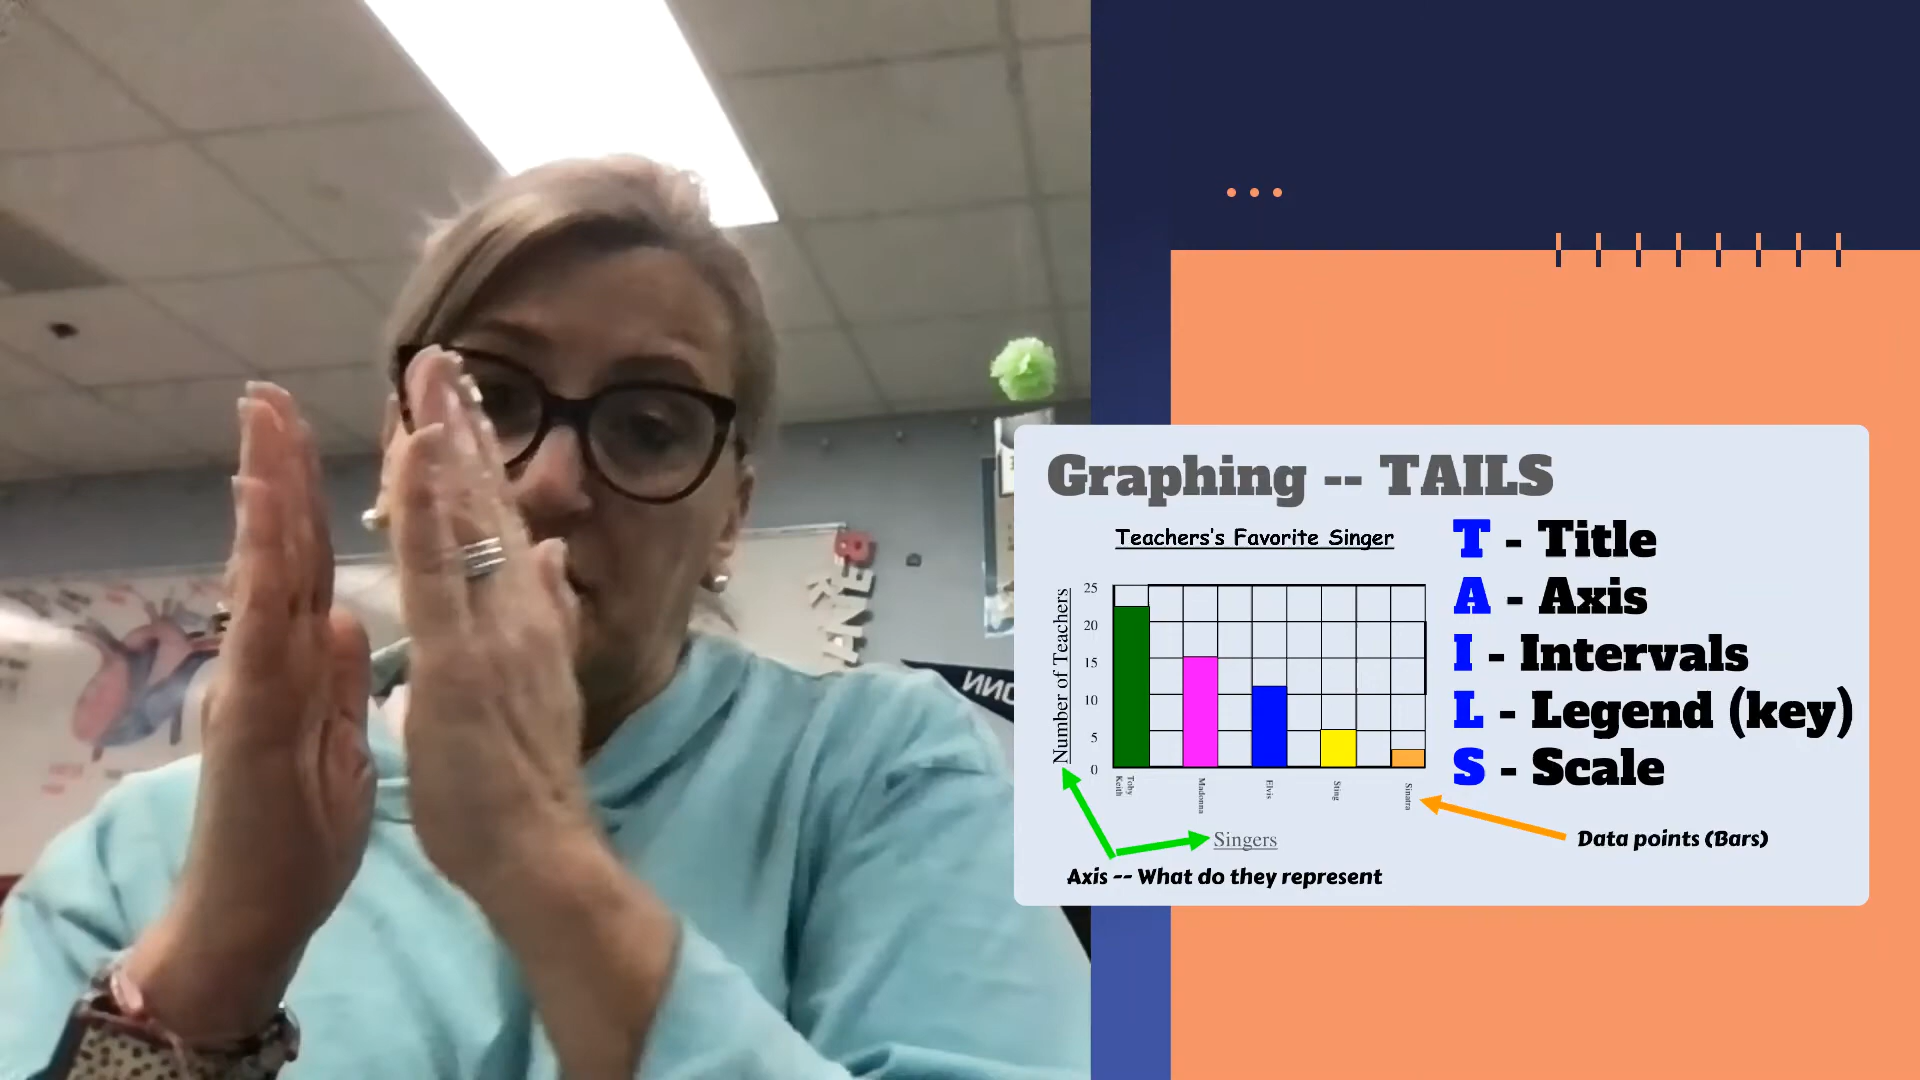 Graphing -- TAILS
Teachers's Favorite Singer
Number of Teachers
25
20
15
10
5
0
Toby Keith
Madonna
Elvis
Sting
Sinatra
Singers
Axis -- What do they represent
T - Title
A - Axis
I - Intervals
L - Legend (key)
S - Scale
Data points (Bars)